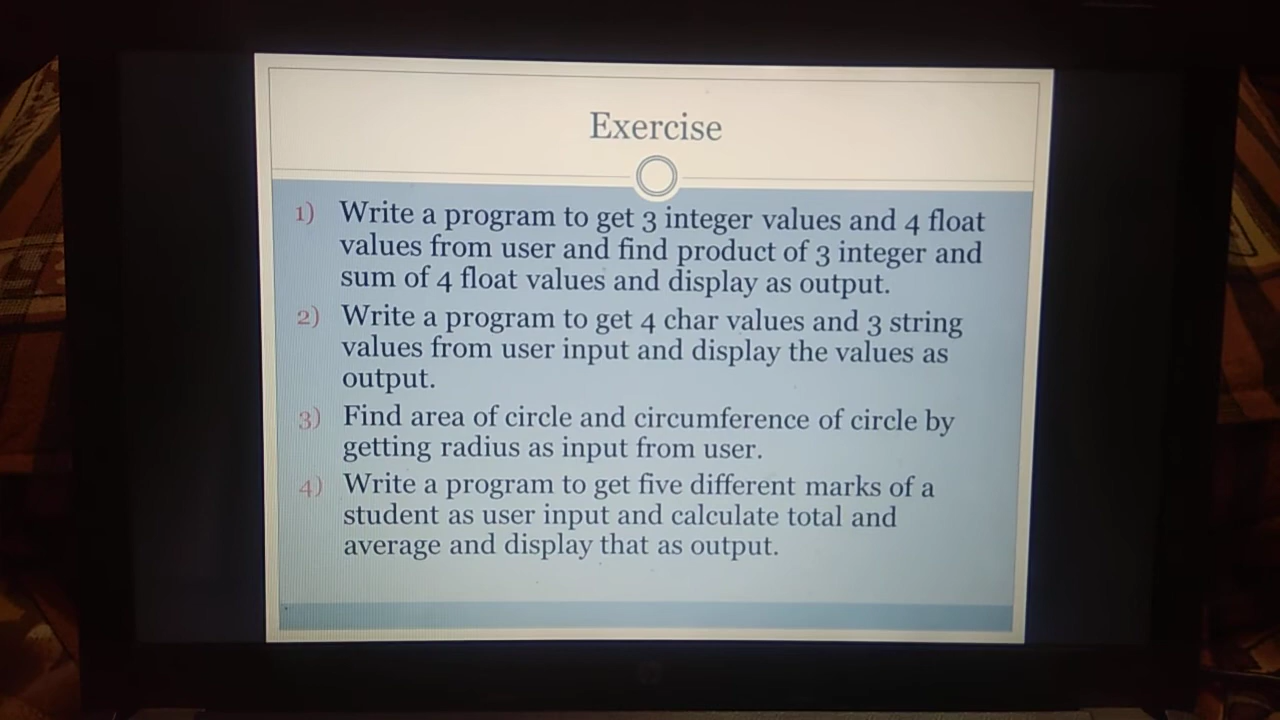 Exercise
1) Write a program to get 3 integer values and 4 float
values from user and find product of 3 integer and
sum of 4 float values and display as output.
2) Write a program to get 4 char values and 3 string
values from user input and display the values as
output.
3) Find area of circle and circumference of circle by
getting radius as input from user.
4) Write a program to get five different marks of a
student as user input and calculate total and
average and display that as output.